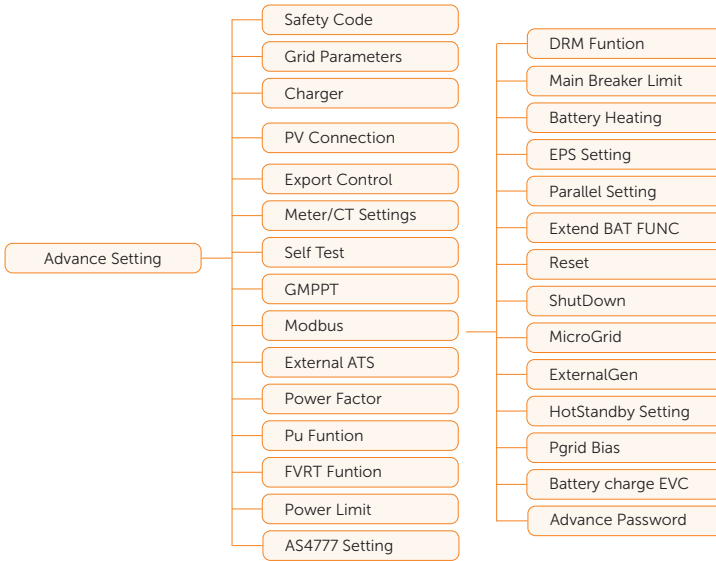 Advance Setting
Safety Code
Grid Parameters
Charger
PV Connection
Export Control
Meter/CT Settings
Self Test
GMPPT
Modbus
External ATS
Power Factor
Pu Funtion
FVRT Funtion
Power Limit
AS4777 Setting
DRM Funtion
Main Breaker Limit
Battery Heating
EPS Setting
Parallel Setting
Extend BAT FUNC
Reset
ShutDown
MicroGrid
ExternalGen
HotStandby Setting
Pgrid Bias
Battery charge EVC
Advance Password